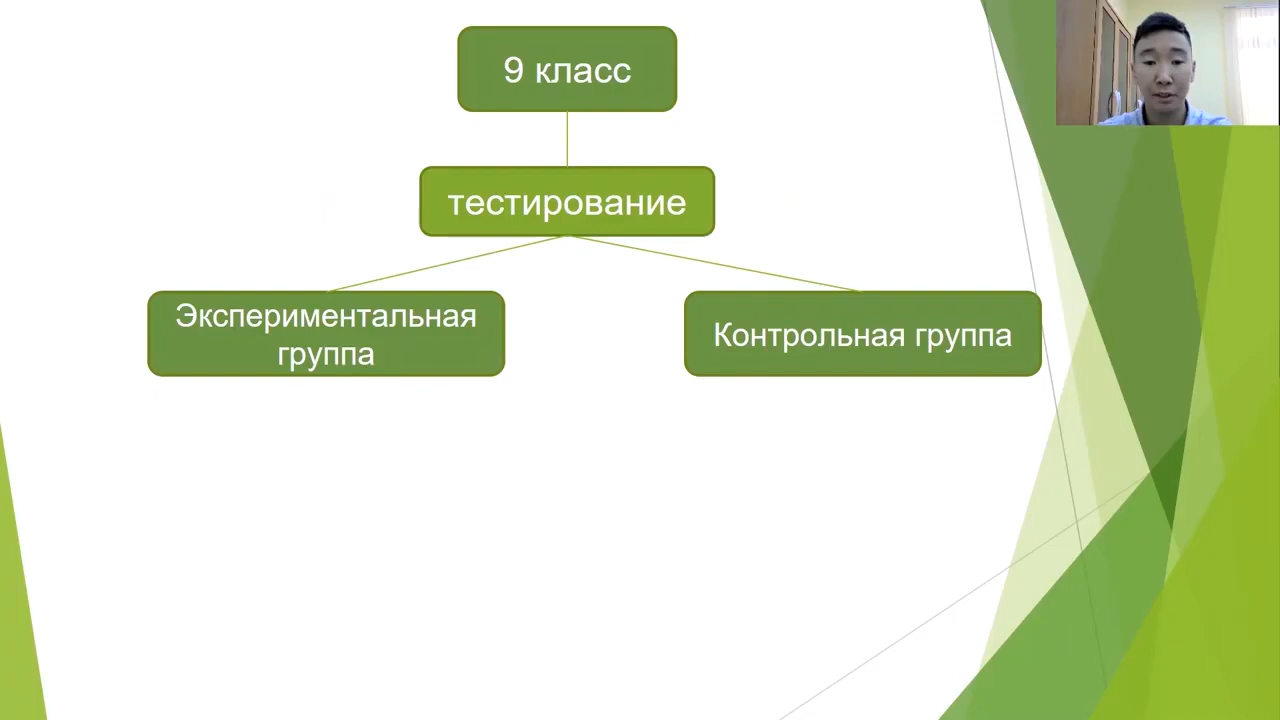 9 класс
тестирование
Экспериментальная
группа
Контрольная группа